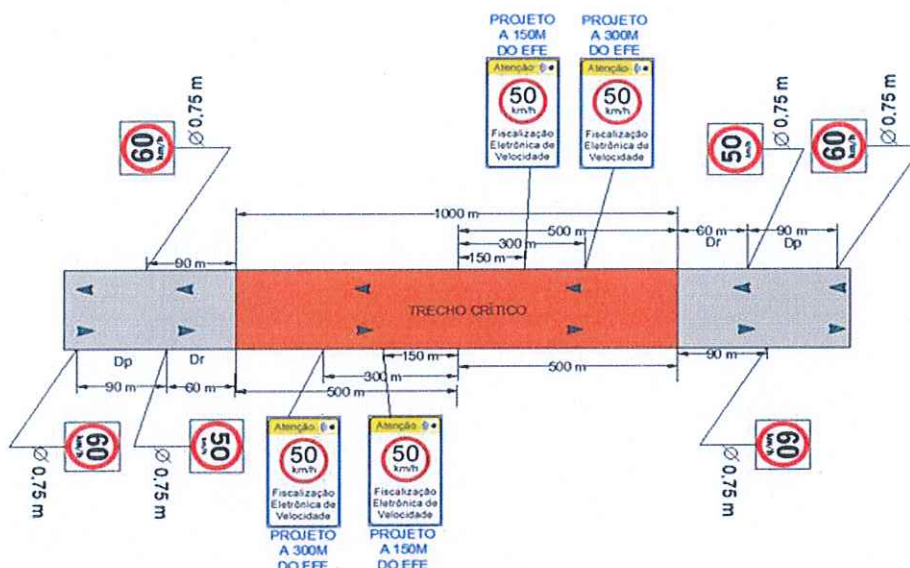 PROJETO
A 150M
DO EFE
PROJETO
A 300M
DO EFE
Atenção
50
km/h
Fiscalização
Eletrônica de
Velocidade
Atenção
50
km/h
Fiscalização
Eletrônica de
Velocidade
60
km/h
Ø 0,75 m
50
km/h
Ø 0,75 m
60
km/h
Ø 0,75 m
1000 m
500 m
300 m
150 m
60 m
Dr
90 m
Dp
90 m
TRECHO CRÍTICO
Dp
Dr
90 m
60 m
150 m
300 m
500 m
500 m
90 m
60
km/h
Ø 0,75 m
50
km/h
Ø 0,75 m
Atenção
50
km/h
Fiscalização
Eletrônica de
Velocidade
PROJETO
A 300M
DO EFE
Atenção
50
km/h
Fiscalização
Eletrônica de
Velocidade
PROJETO
A 150M
DO EFE
Ø 0,75 m
60
km/h